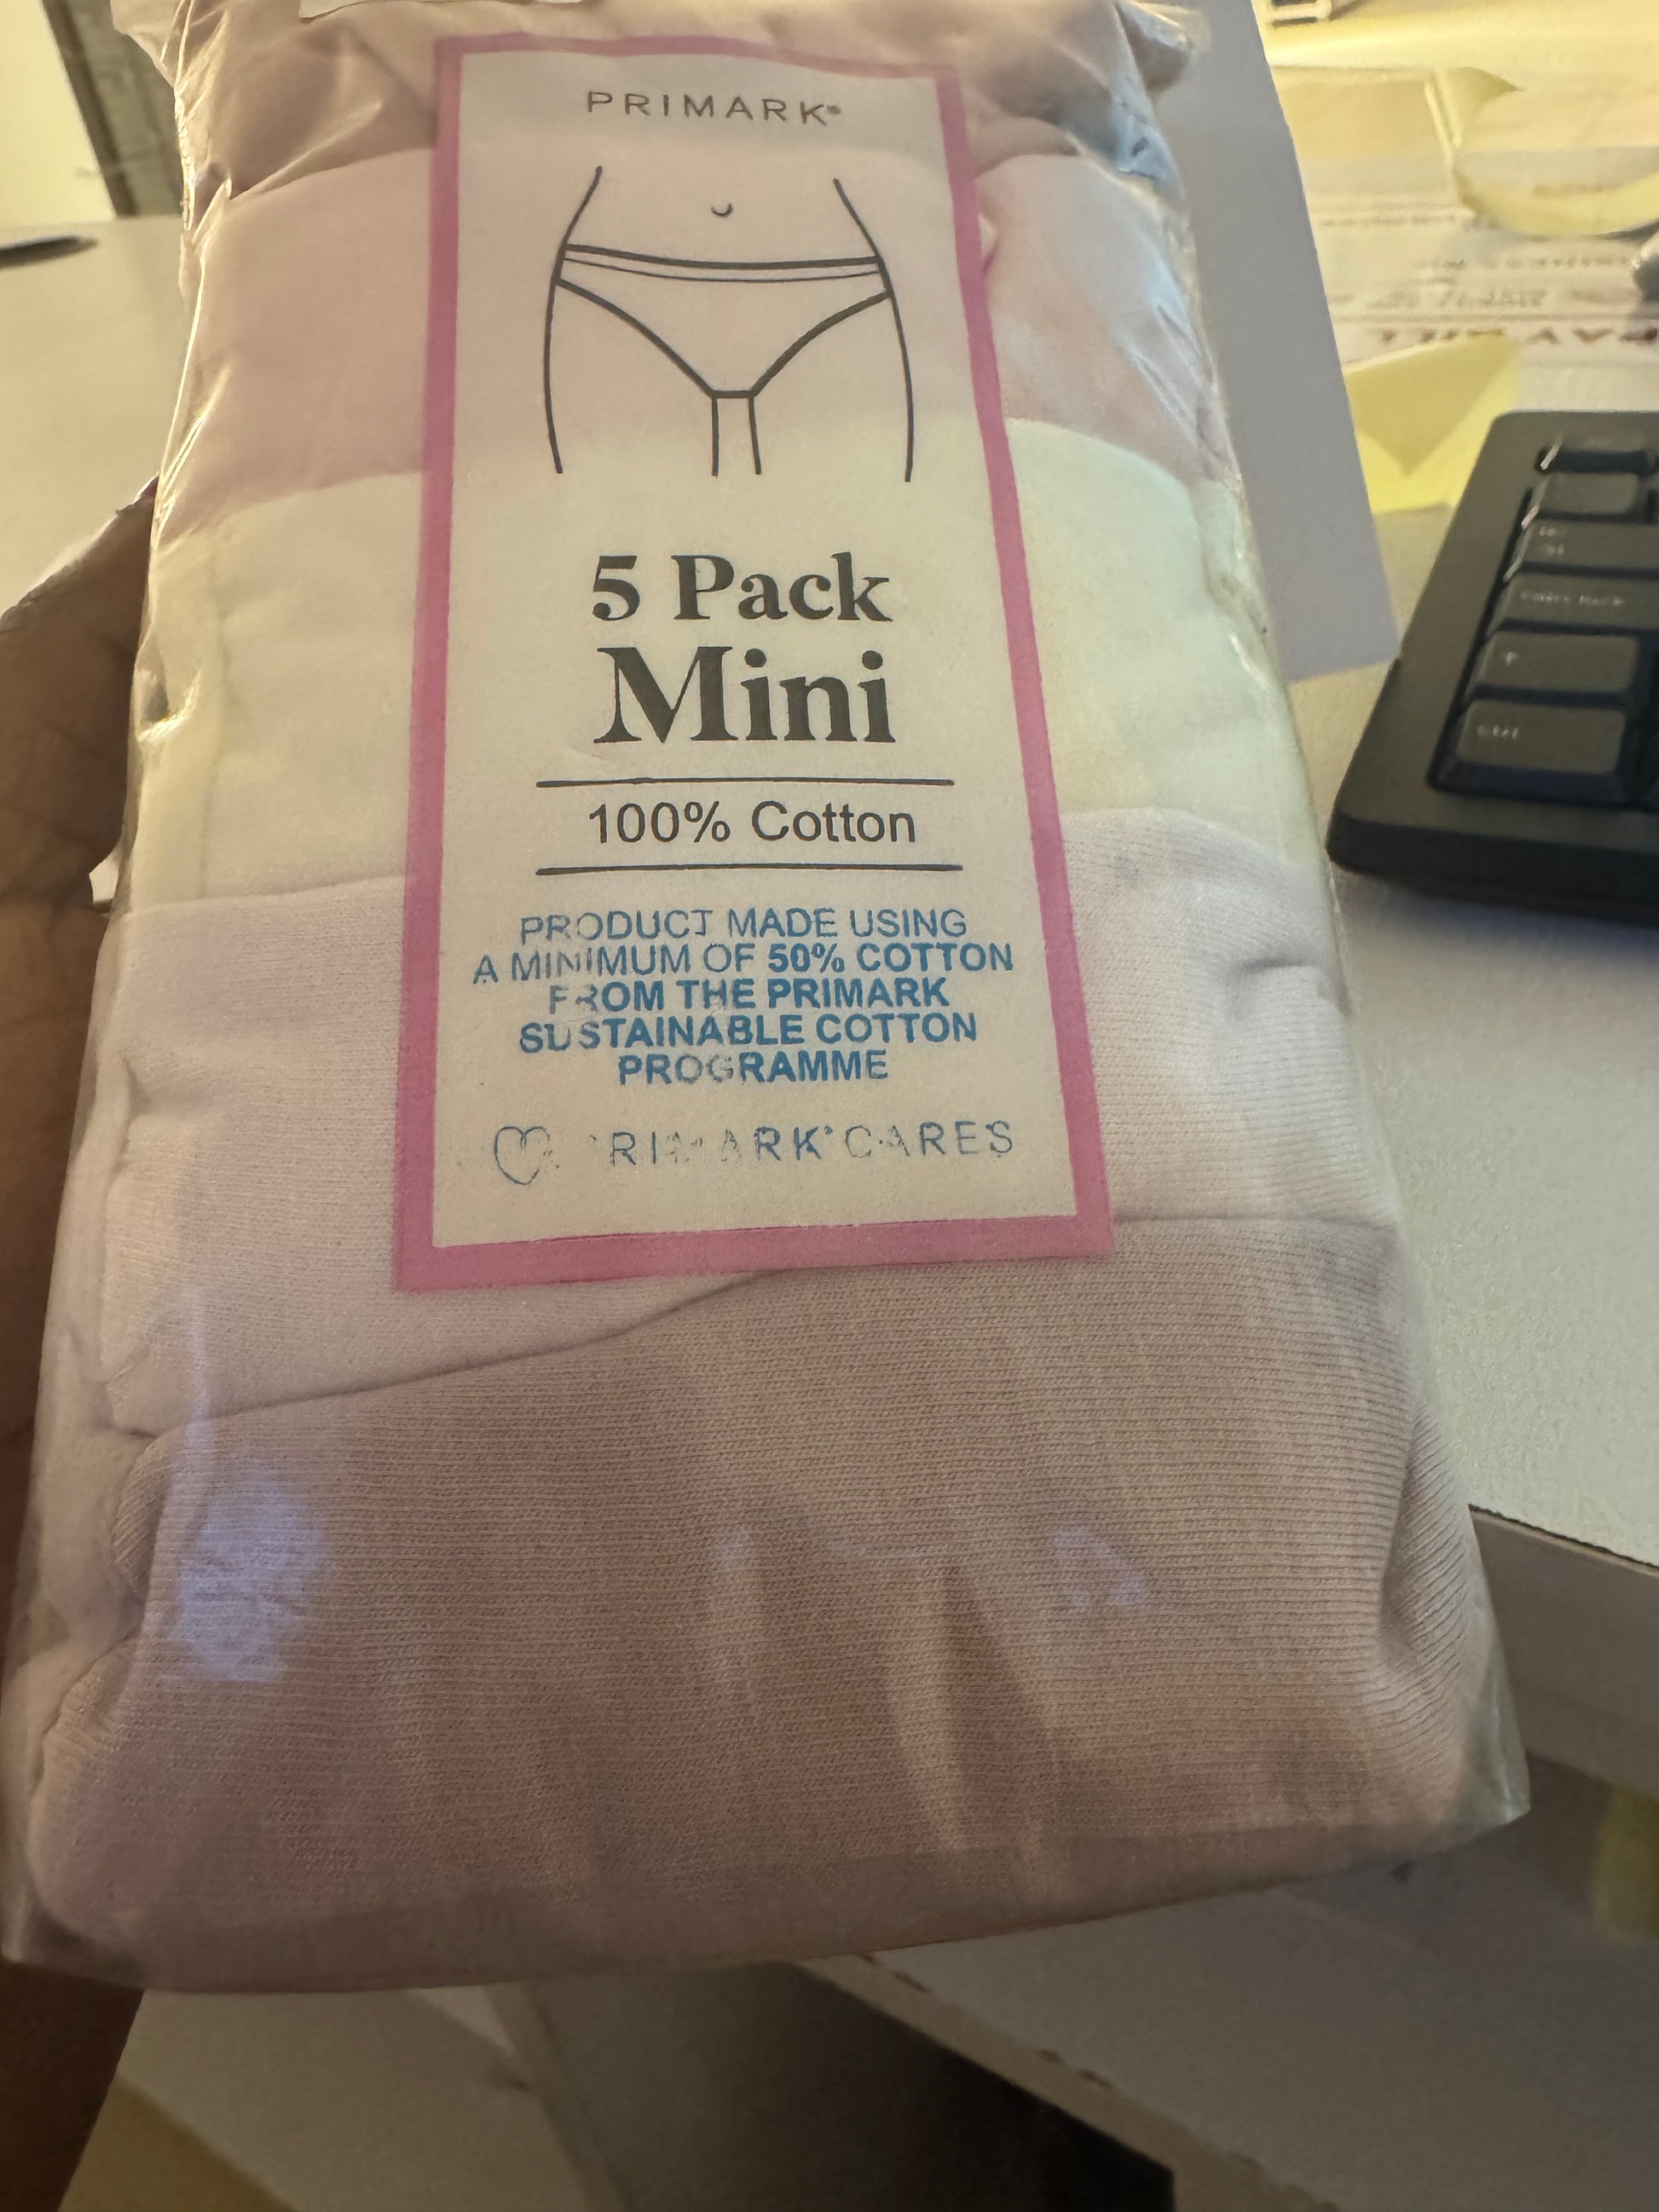 PRIMARK®
5 Pack
Mini
100% Cotton
PRODUCT MADE USING
A MINIMUM OF 50% COTTON
FROM THE PRIMARK
SUSTAINABLE COTTON
PROGRAMME
PRIMARK® CARES
Ctrl